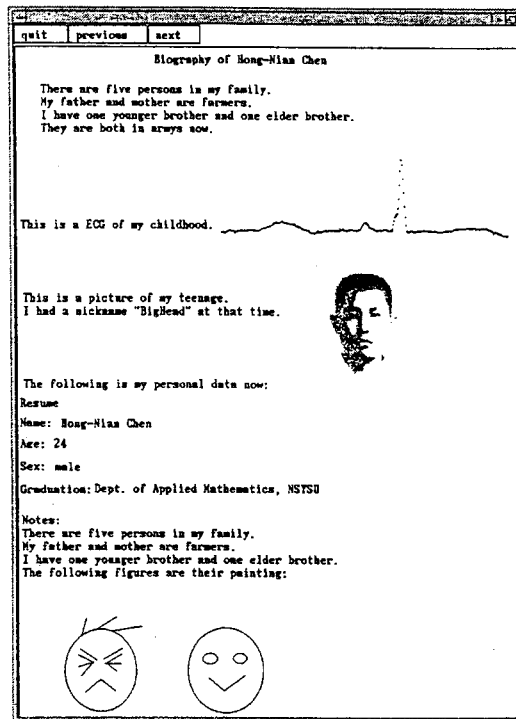 quit previous next
Biography of Hong-Nian Chen
There are five persons in my family.
My father and mother are farmers.
I have one younger brother and one elder brother.
They are both in armys now.
This is a ECG of my childhood.
This is a picture of my teenage.
I had a nickname "BigHead" at that time.
The following is my personal data now:
Resume
Name: Hong-Nian Chen
Age: 24
Sex: male
Graduation: Dept. of Applied Mathematics, NSYSU
Notes:
There are five persons in my family.
My father and mother are farmers.
I have one younger brother and one elder brother.
The following figures are their painting: